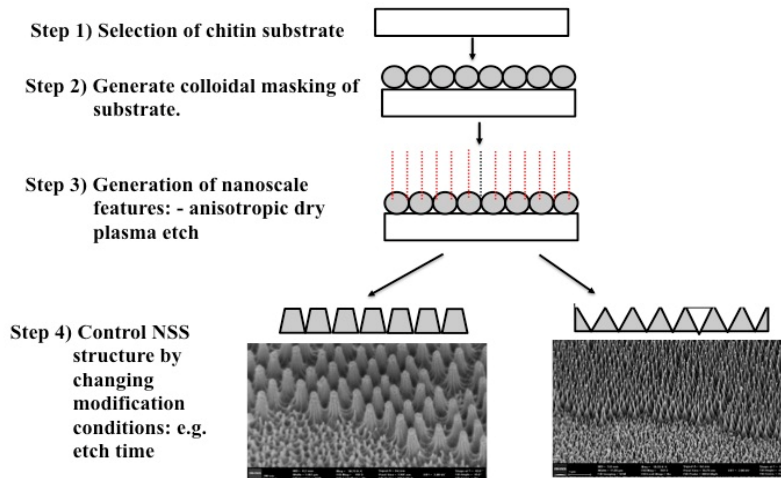 Step 1) Selection of chitin substrate
Step 2) Generate colloidal masking of
substrate.
Step 3) Generation of nanoscale
features: - anisotropic dry
plasma etch
Step 4) Control NSS
structure by
changing
modification
conditions: e.g.
etch time